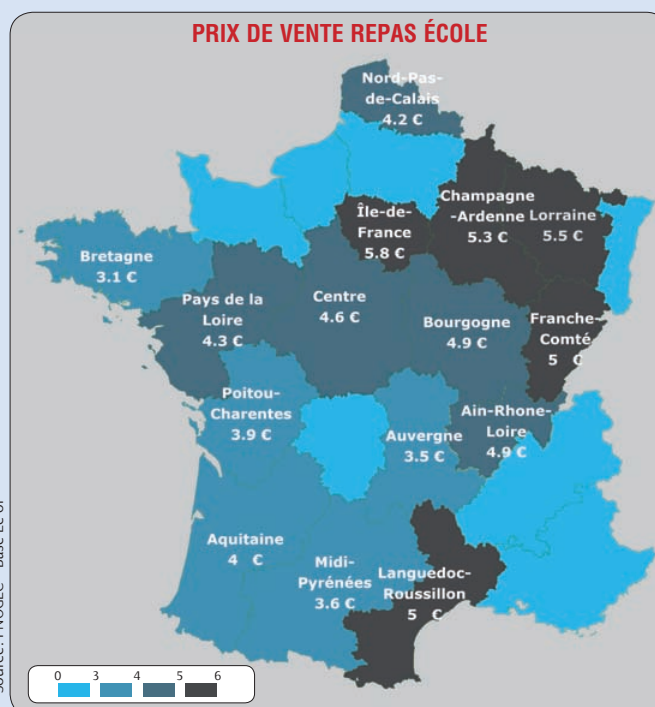 PRIX DE VENTE REPAS ÉCOLE
Nord-Pas-
de-Calais
4.2 €
Champagne
-Ardenne
5.3 €
Lorraine
5.5 €
Île-de-
France
5.8 €
Bretagne
3.1 €
Pays de la
Loire
4.3 €
Centre
4.6 €
Bourgogne
4.9 €
Franche-
Comté
5 €
Poitou-
Charentes
3.9 €
Auvergne
3.5 €
Ain-Rhone-
Loire
4.9 €
Aquitaine
4 €
Midi-
Pyrénées
3.6 €
Languedoc-
Roussillon
5 €
0 3 4 5 6